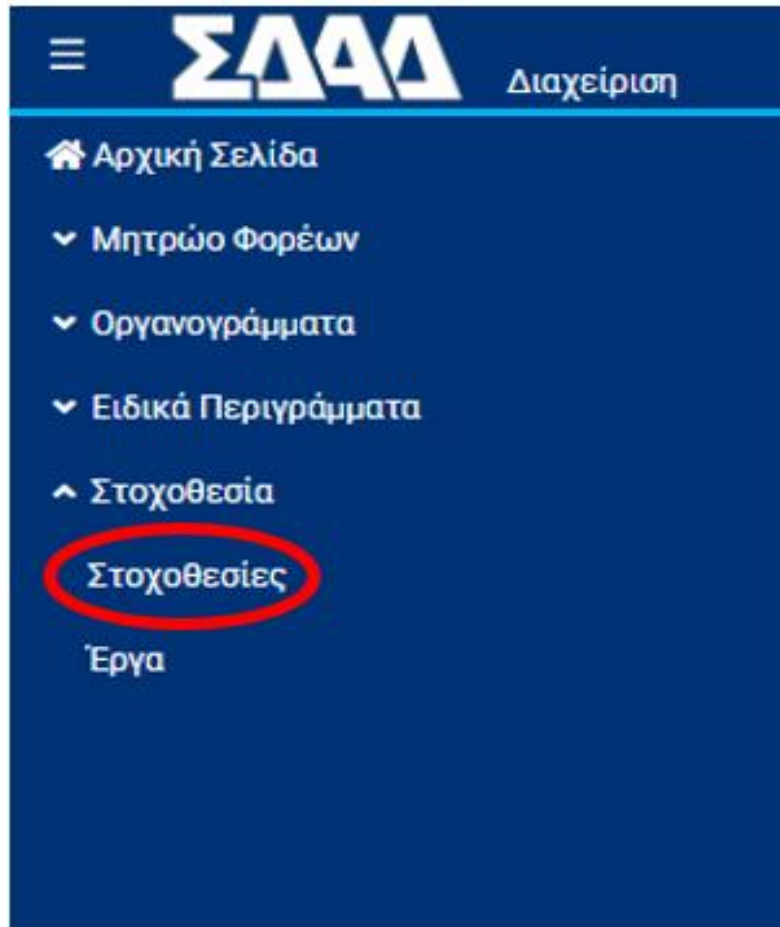 ΣΔΑΔ Διαχείριση
Αρχική Σελίδα
Μητρώο Φορέων
Οργανογράμματα
Ειδικά Περιγράμματα
Στοχοθεσία
Στοχοθεσίες
Έργα